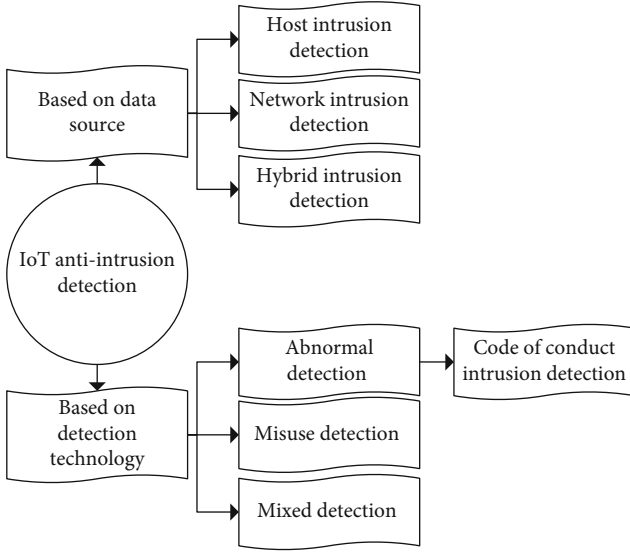 Host intrusion
detection
Based on data
source
Network intrusion
detection
Hybrid intrusion
detection
IoT anti-intrusion
detection
Abnormal
detection
Code of conduct
intrusion detection
Based on
detection
technology
Misuse detection
Mixed detection